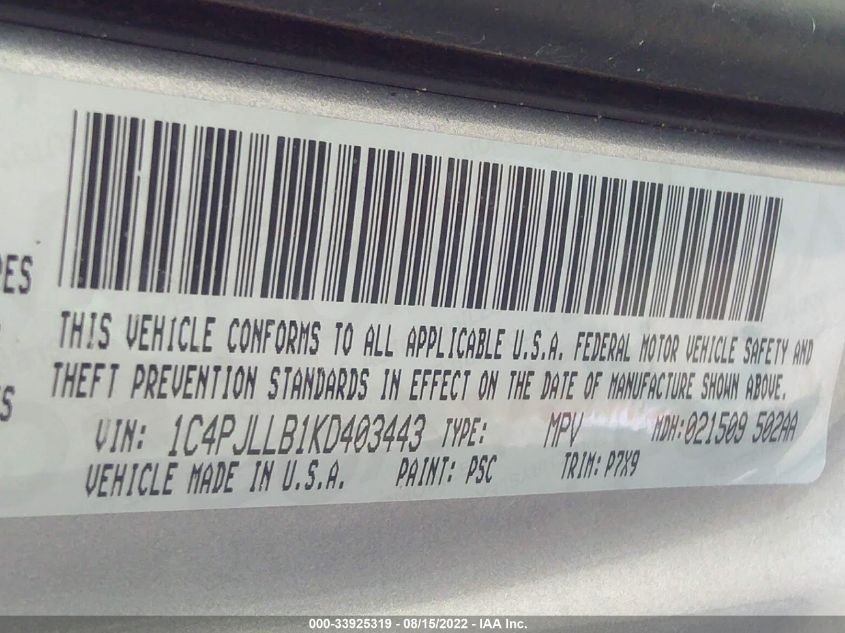 RES
S
THIS VEHICLE CONFORMS TO ALL APPLICABLE U.S.A. FEDERAL MOTOR VEHICLE SAFETY AND
THEFT PREVENTION STANDARDS IN EFFECT ON THE DATE OF MANUFACTURE SHOWN ABOVE.
VIN: 1C4PJLLB1KD403443 TYPE: MPV MDH:021509 502AA
VEHICLE MADE IN U.S.A. PAINT: PSC TRIM: P7X9
000-33925319 - 08/15/2022 - © IAA Inc.